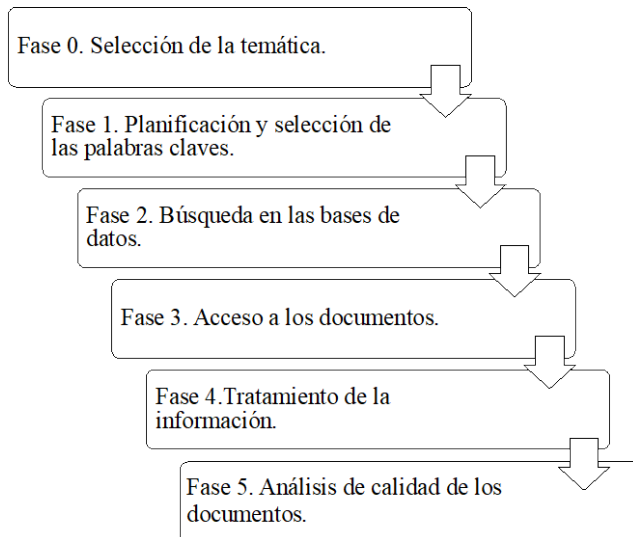 Fase 0. Selección de la temática.
Fase 1. Planificación y selección de
las palabras claves.
Fase 2. Búsqueda en las bases de
datos.
Fase 3. Acceso a los documentos.
Fase 4.Tratamiento de la
información.
Fase 5. Análisis de calidad de los
documentos.